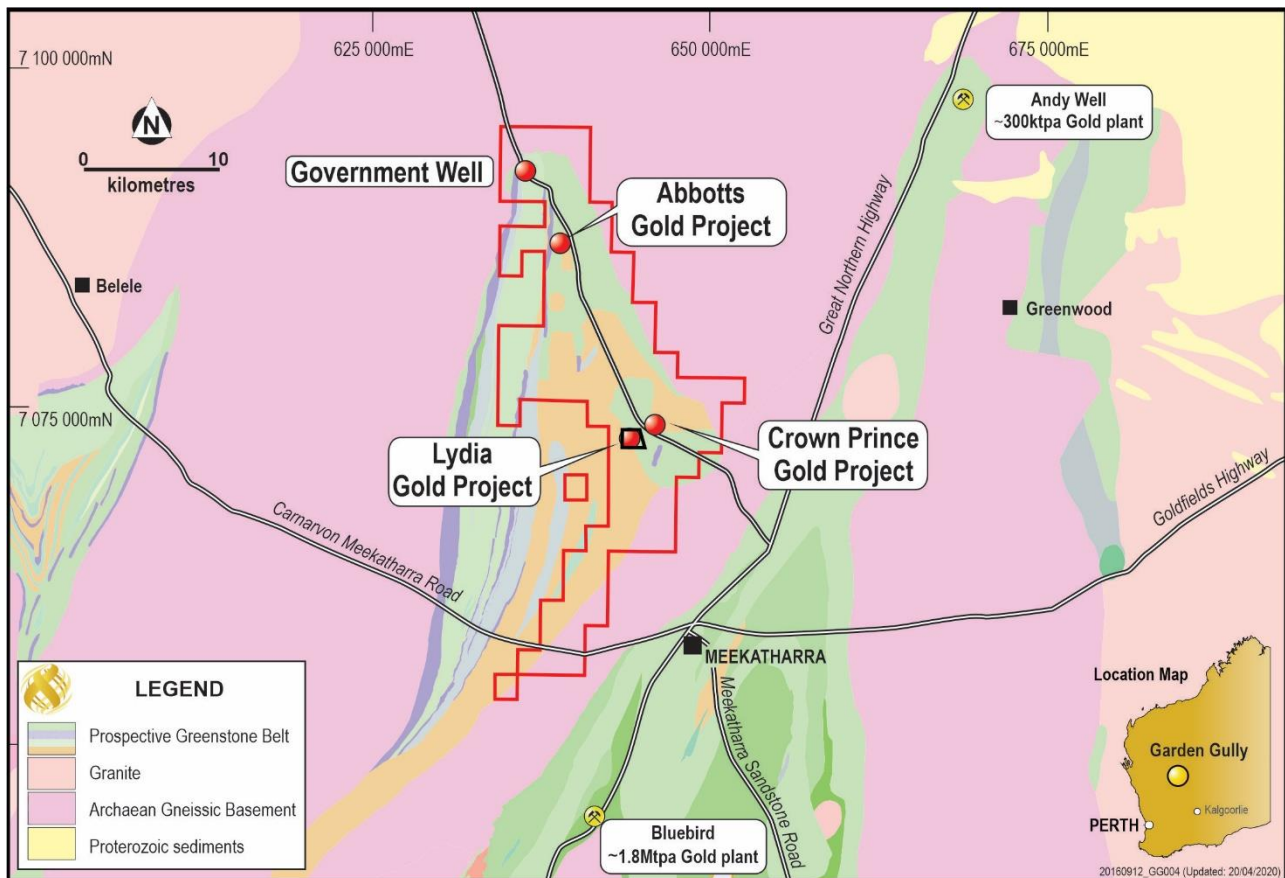 625 000mE
650 000mE
675 000mE
7 100 000mN
N
0
10
kilometres
Government Well
Abbotts
Gold Project
Andy Well
~300ktpa Gold plant
Great Northern Highway
Belele
Greenwood
7 075 000mN
Lydia
Gold Project
Crown Prince
Gold Project
Goldfields Highway
Carnarvon Meekatharra Road
MEEKATHARRA
Meekatharra Sandstone Road
Bluebird
~1.8Mtpa Gold plant
LEGEND
Prospective Greenstone Belt
Granite
Archaean Gneissic Basement
Proterozoic sediments
Location Map
Garden Gully
Kalgoorlie
PERTH
20160912_GG004 (Updated: 20/04/2020)